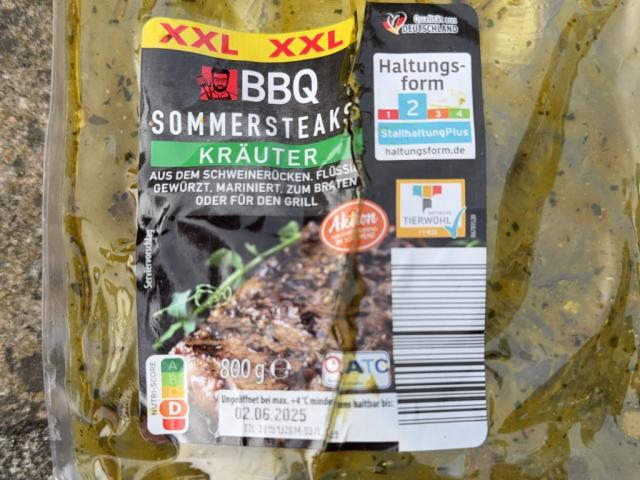 XXL XXL
BBQ
SOMMERSTEAKS
KRÄUTER
AUS DEM SCHWEINERÜCKEN, FLÜSSIG
GEWÜRZT, MARINIERT. ZUM BRATEN
ODER FÜR DEN GRILL
Qualität aus
DEUTSCHLAND
Haltungs-
form
1 2 3 4
StallhaltungPlus
haltungsform.de
INITIATIVE
TIERWOHL
Aktion
Serviervorschlag
800 g e
QATC
NUTRI-SCORE
A
B
C
D
E
Ungeöffnet bei max. +4°C mindestens haltbar bis:
02.06.2025